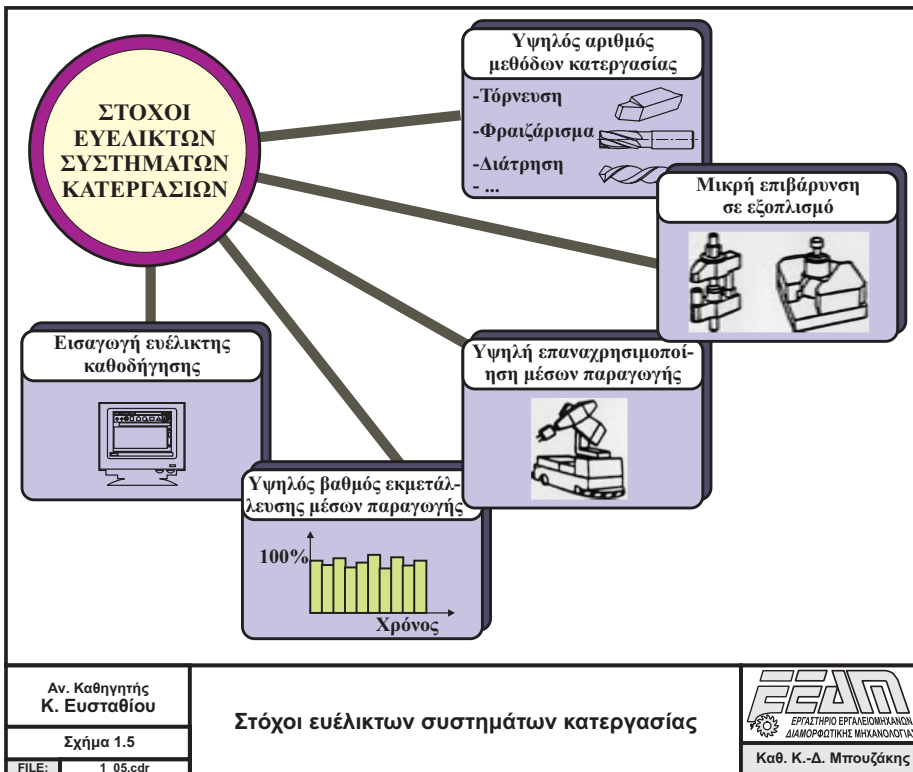 ΣΤΟΧΟΙ
ΕΥΕΛΙΚΤΩΝ
ΣΥΣΤΗΜΑΤΩΝ
ΚΑΤΕΡΓΑΣΙΩΝ
Υψηλός αριθμός
μεθόδων κατεργασίας
-Τόρνευση
-Φραιζάρισμα
-Διάτρηση
- ...
Μικρή επιβάρυνση
σε εξοπλισμό
Υψηλή επαναχρησιμοποί-
ηση μέσων παραγωγής
Εισαγωγή ευέλικτης
καθοδήγησης
Υψηλός βαθμός εκμετάλ-
λευσης μέσων παραγωγής
100%
Χρόνος
Αν. Καθηγητής
Κ. Ευσταθίου
Σχήμα 1.5
FILE: 1_05.cdr
Στόχοι ευέλικτων συστημάτων κατεργασίας
ΕΕΔΜ
ΕΡΓΑΣΤΗΡΙΟ ΕΡΓΑΛΕΙΟΜΗΧΑΝΩΝ
ΔΙΑΜΟΡΦΩΤΙΚΗΣ ΜΗΧΑΝΟΛΟΓΙΑΣ
Καθ. Κ.-Δ. Μπουζάκης